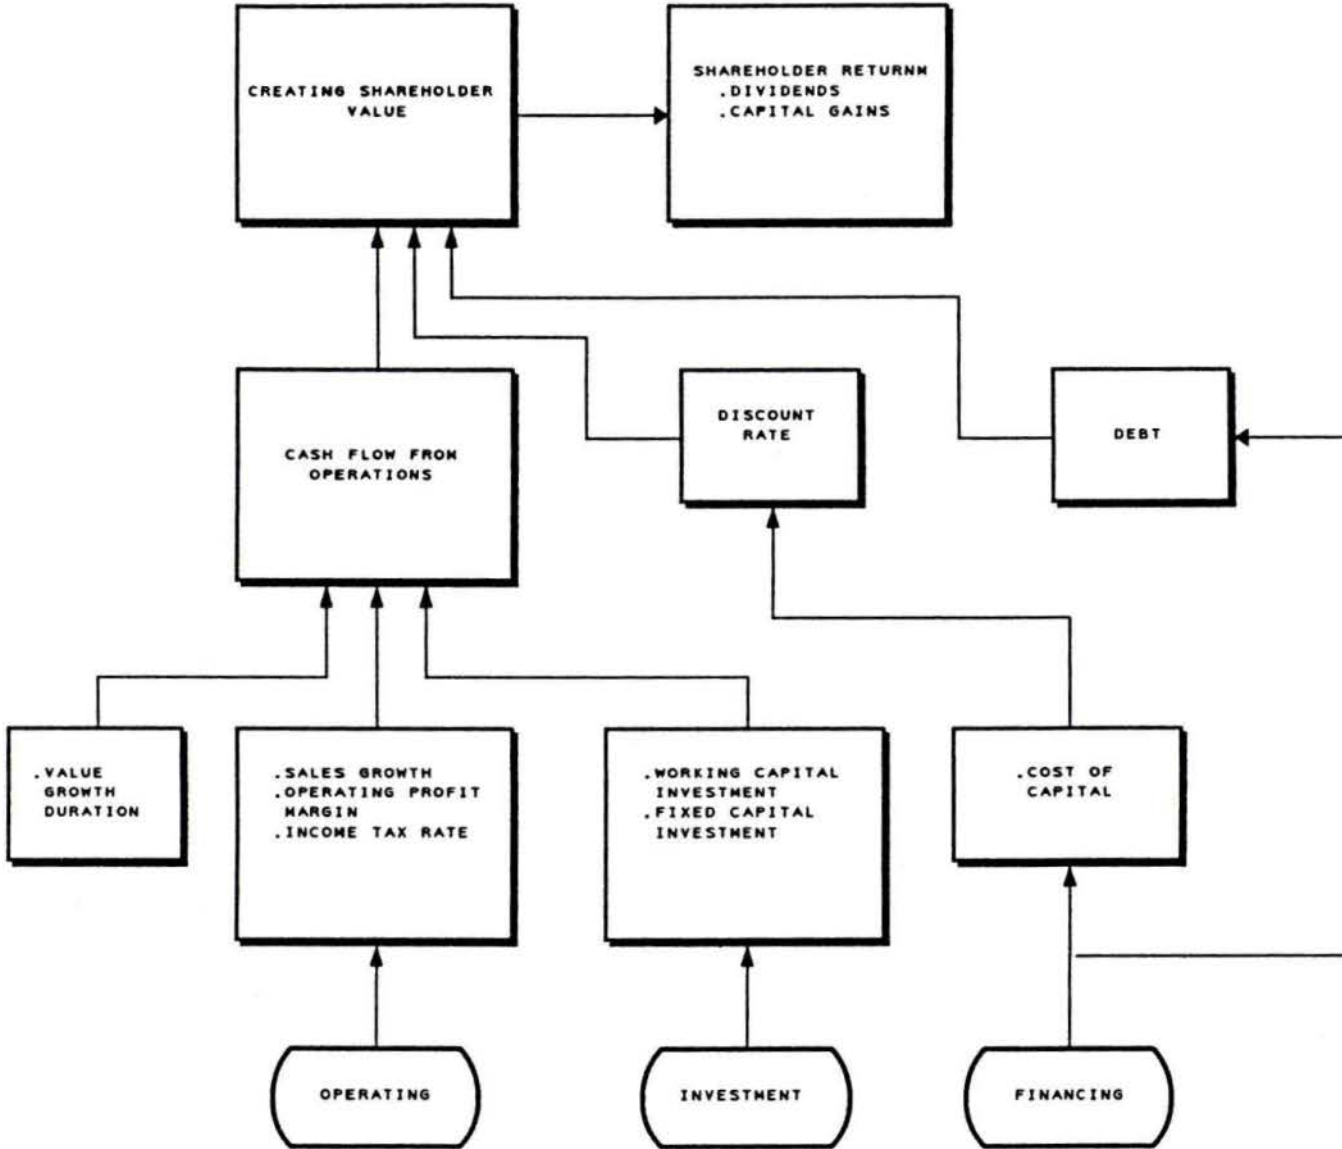 CREATING SHAREHOLDER
VALUE
SHAREHOLDER RETURNM
.DIVIDENDS
.CAPITAL GAINS
CASH FLOW FROM
OPERATIONS
DISCOUNT
RATE
DEBT
.VALUE
GROWTH
DURATION
.SALES GROWTH
.OPERATING PROFIT
MARGIN
.INCOME TAX RATE
.WORKING CAPITAL
INVESTMENT
.FIXED CAPITAL
INVESTMENT
.COST OF
CAPITAL
OPERATING
INVESTMENT
FINANCING